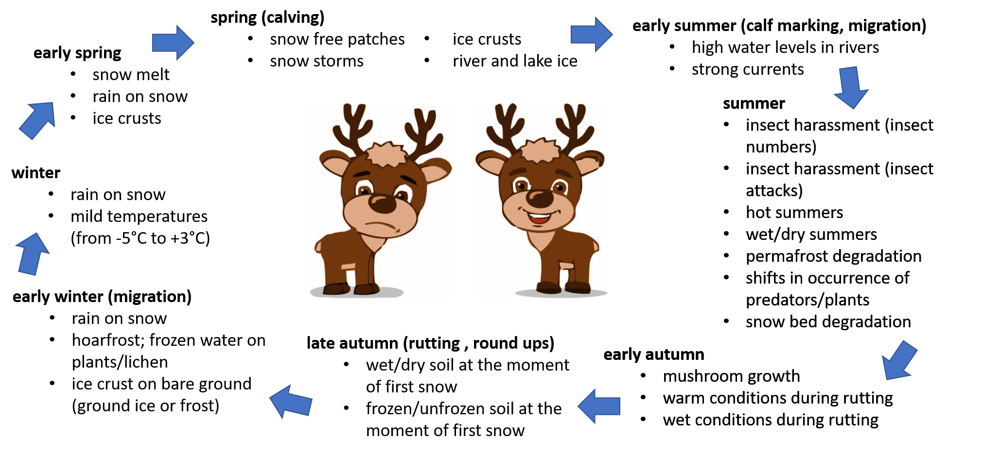 early spring
• snow melt
• rain on snow
• ice crusts
spring (calving)
• snow free patches
• snow storms
• ice crusts
• river and lake ice
early summer (calf marking, migration)
• high water levels in rivers
• strong currents
summer
• insect harassment (insect
numbers)
• insect harassment (insect
attacks)
• hot summers
• wet/dry summers
• permafrost degradation
• shifts in occurrence of
predators/plants
• snow bed degradation
early autumn
• mushroom growth
• warm conditions during rutting
• wet conditions during rutting
late autumn (rutting , round ups)
• wet/dry soil at the moment
of first snow
• frozen/unfrozen soil at the
moment of first snow
early winter (migration)
• rain on snow
• hoarfrost; frozen water on
plants/lichen
• ice crust on bare ground
(ground ice or frost)
winter
• rain on snow
• mild temperatures
(from -5°C to +3°C)